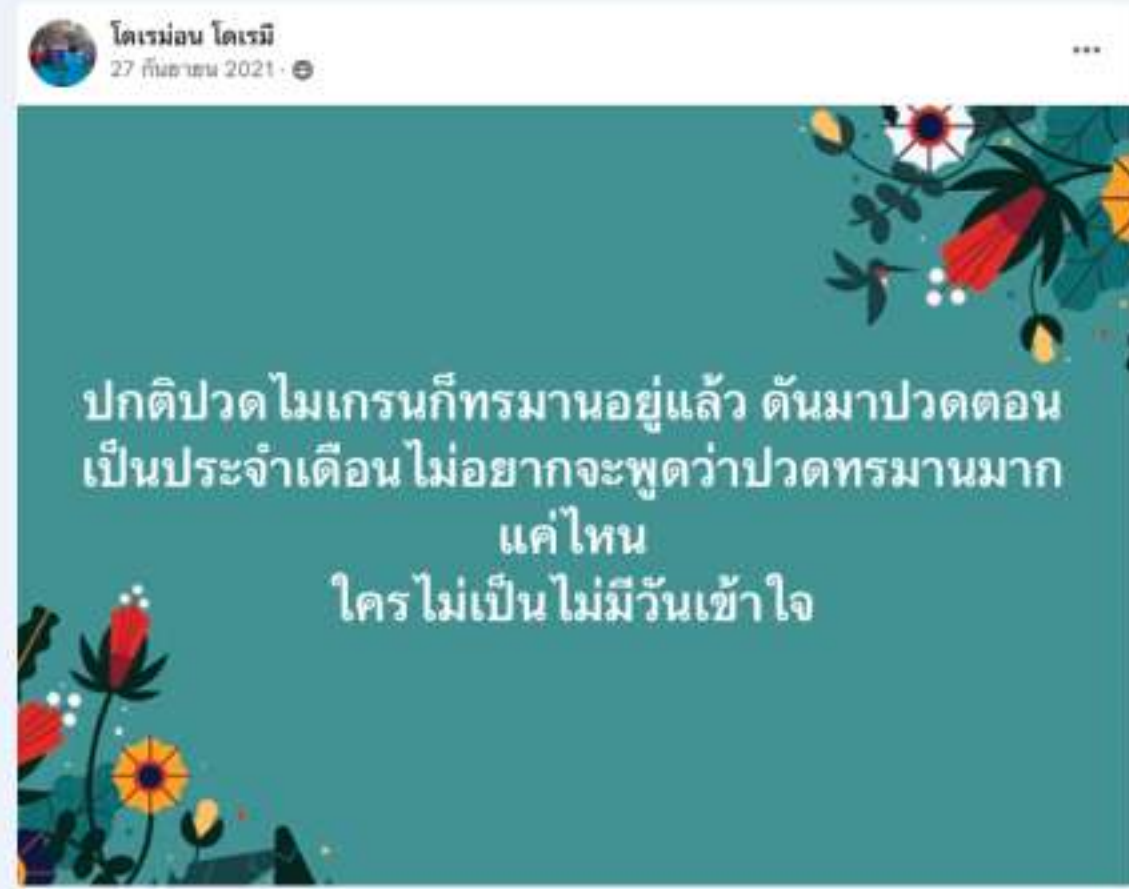 โดเรม่อน โดเรมี
27 กันยายน 2021 ·
ปกติปวดไมเกรนก็ทรมานอยู่แล้ว ดันมาปวดตอน
เป็นประจำเดือนไม่อยากจะพูดว่าปวดทรมานมาก
แค่ไหน
ใครไม่เป็นไม่มีวันเข้าใจ